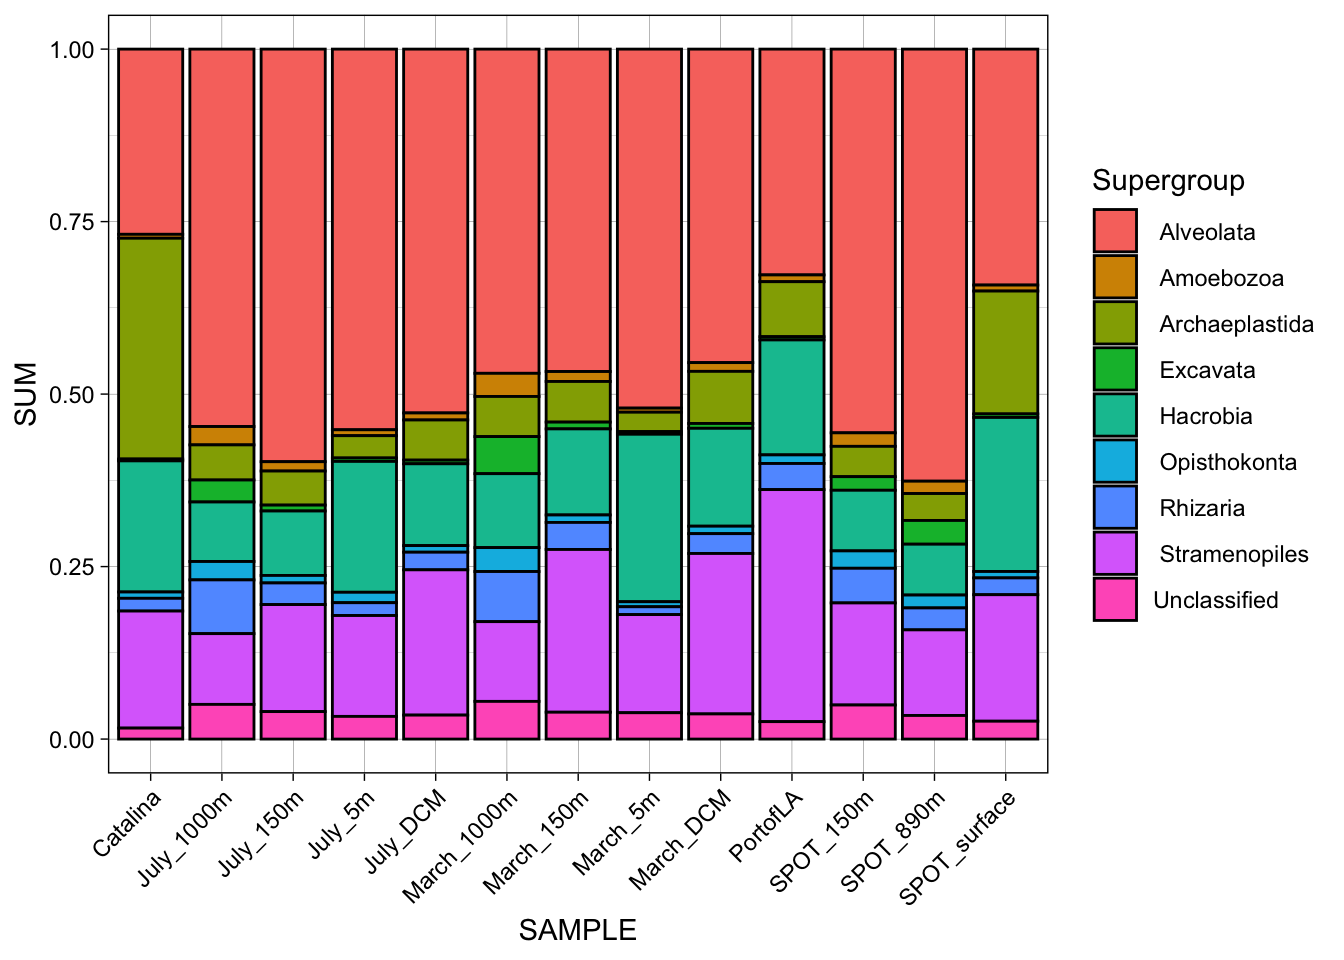 1.00
0.75
0.50
0.25
0.00
SUM
Catalina
July_1000m
July_150m
July_5m
July_DCM
March_1000m
March_150m
March_5m
March_DCM
PortofLA
SPOT_150m
SPOT_890m
SPOT_surface
SAMPLE
Supergroup
Alveolata
Amoebozoa
Archaeplastida
Excavata
Hacrobia
Opisthokonta
Rhizaria
Stramenopiles
Unclassified